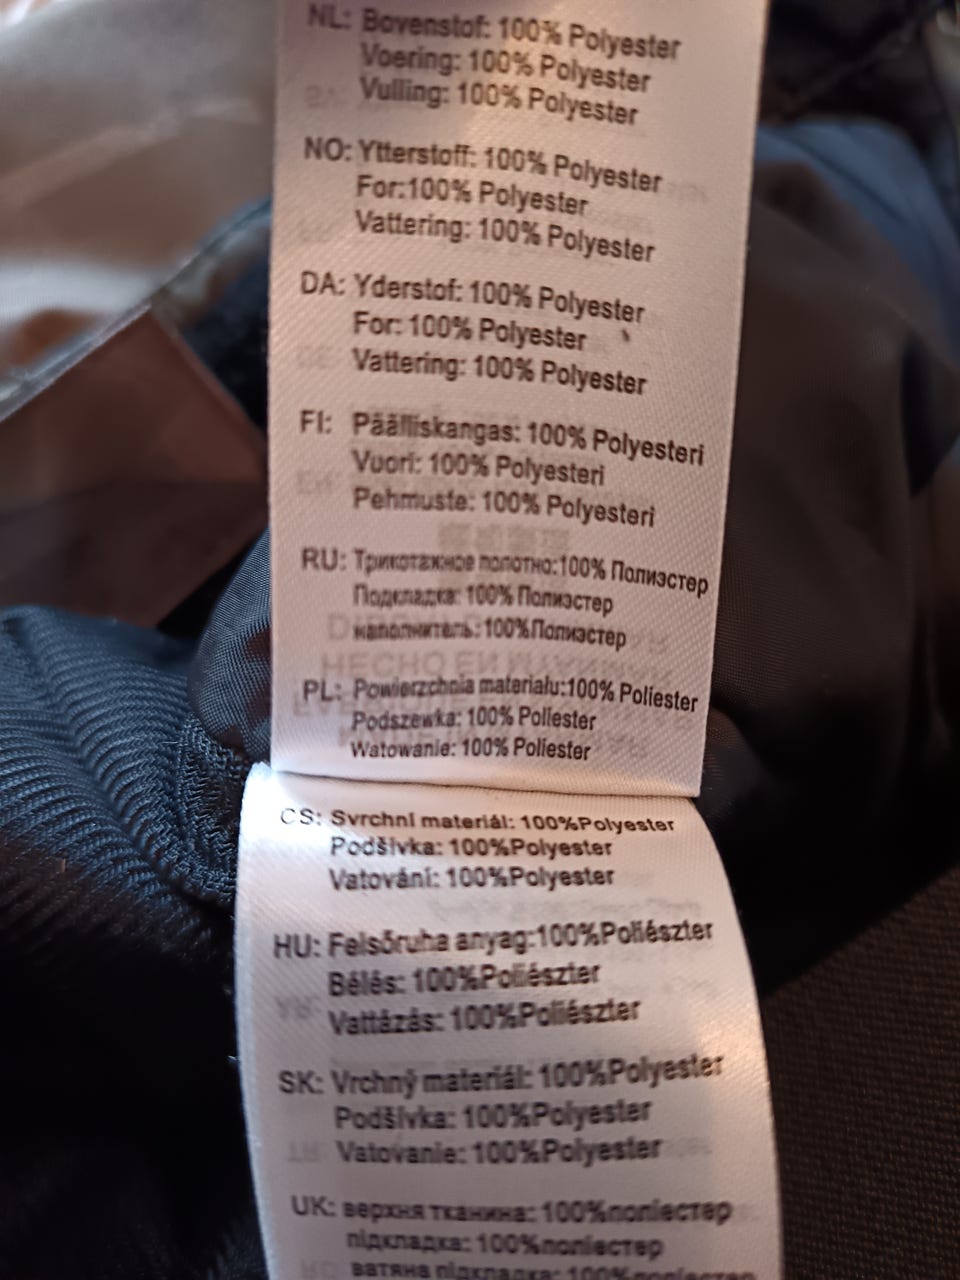 NL: Bovenstof: 100% Polyester
Voering: 100% Polyester
Vulling: 100% Polyester
NO: Ytterstoff: 100% Polyester
For:100% Polyester
Vattering: 100% Polyester
DA: Yderstof: 100% Polyester
For: 100% Polyester
Vattering: 100% Polyester
FI: Päälliskangas: 100% Polyesteri
Vuori: 100% Polyesteri
Pehmuste: 100% Polyesteri
RU: Трикотажное полотно:100% Полиэстер
Подкладка: 100% Полиэстер
наполнитель:100%Полиэстер
PL: Powierzchnia materiału:100% Poliester
Podszewka: 100% Poliester
Watowanie: 100% Poliester
CS: Svrchní materiál: 100%Polyester
Podšívka: 100%Polyester
Vatování: 100%Polyester
HU: Felsőruha anyag:100%Poliészter
Bélés: 100%Poliészter
Vattázás: 100%Poliészter
SK: Vrchný materiál: 100%Polyester
Podšívka: 100%Polyester
Vatovanie: 100%Polyester
UK: верхня тканина: 100%поліестер
підкладка: 100%поліестер
ватяна підкладка: 100%поліестер